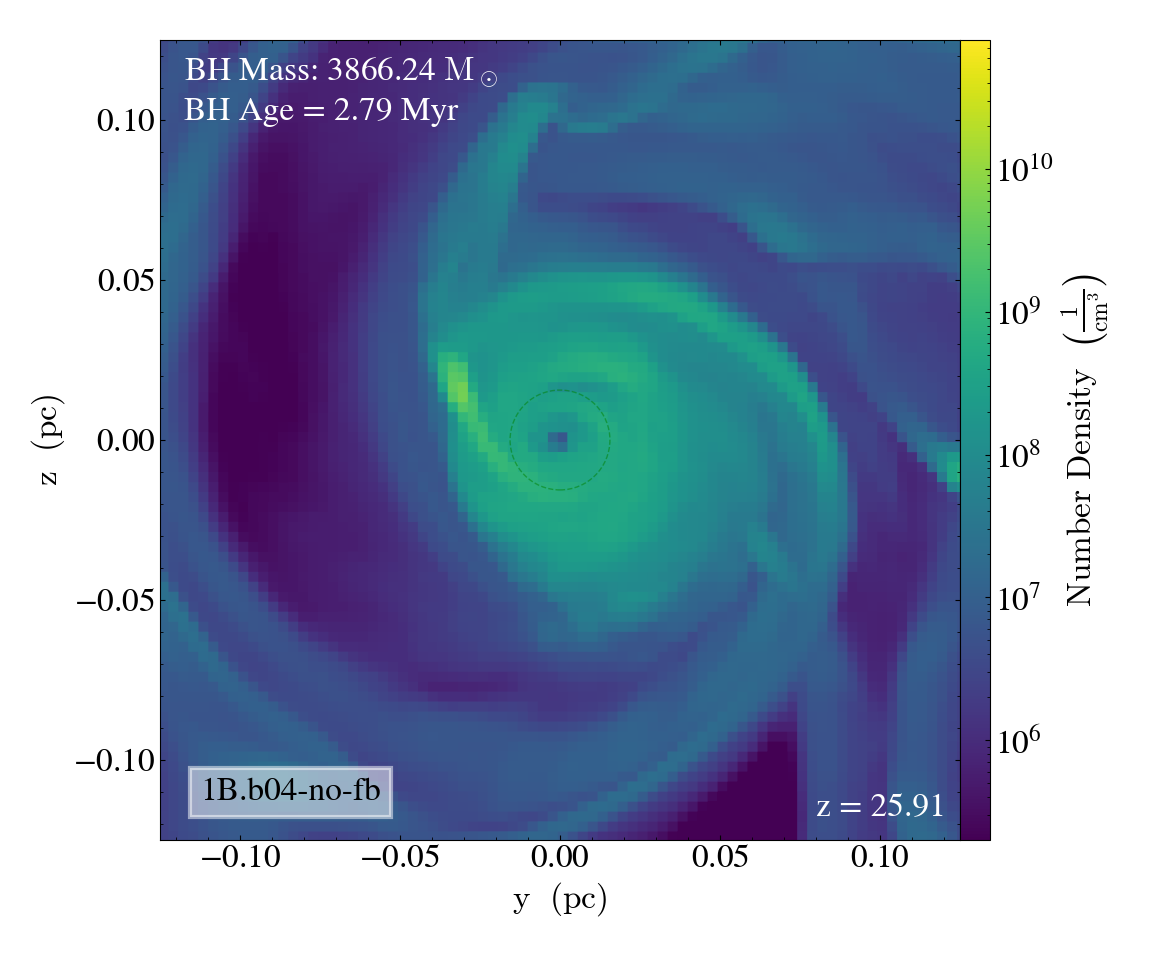 BH Mass: 3866.24 M☉
BH Age = 2.79 Myr
1B.b04-no-fb
z = 25.91
0.10
0.05
0.00
−0.05
−0.10
z (pc)
−0.10 −0.05 0.00 0.05 0.10
y (pc)
10¹⁰
10⁹
10⁸
10⁷
10⁶
Number Density (1/cm³)